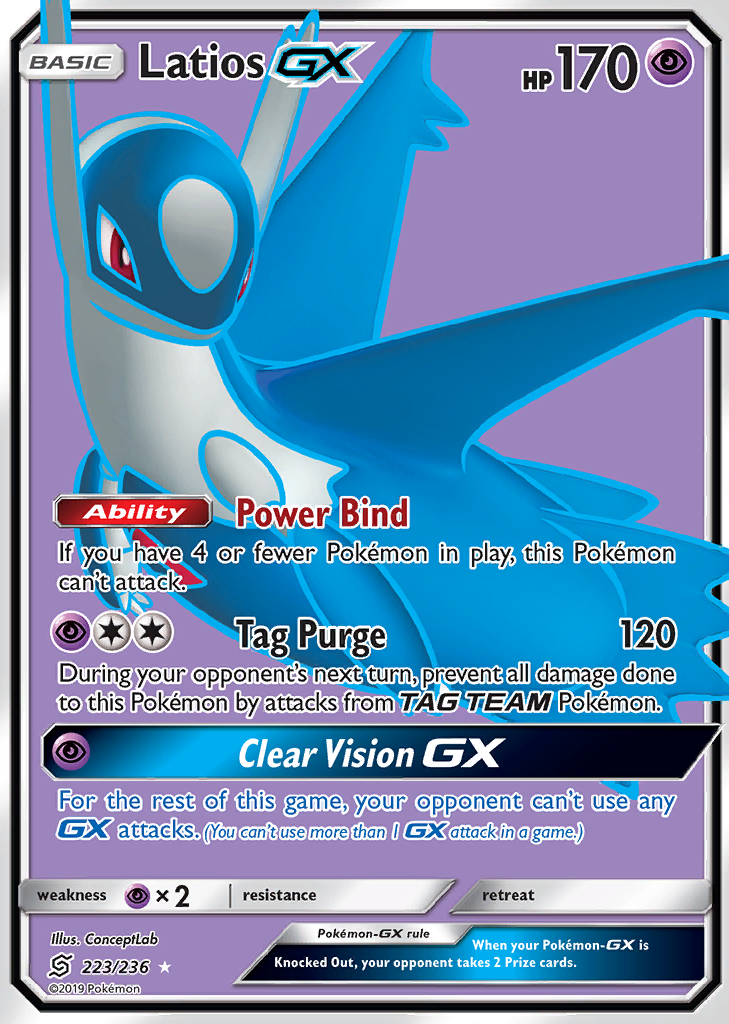 BASIC Latios GX HP 170
Ability Power Bind
If you have 4 or fewer Pokémon in play, this Pokémon
can't attack.
Tag Purge 120
During your opponent's next turn, prevent all damage done
to this Pokémon by attacks from TAG TEAM Pokémon.
Clear Vision GX
For the rest of this game, your opponent can't use any
GX attacks. (You can't use more than 1 GX attack in a game.)
weakness × 2 resistance retreat
Illus. ConceptLab
223/236
©2019 Pokémon
Pokémon-GX rule
When your Pokémon-GX is
Knocked Out, your opponent takes 2 Prize cards.